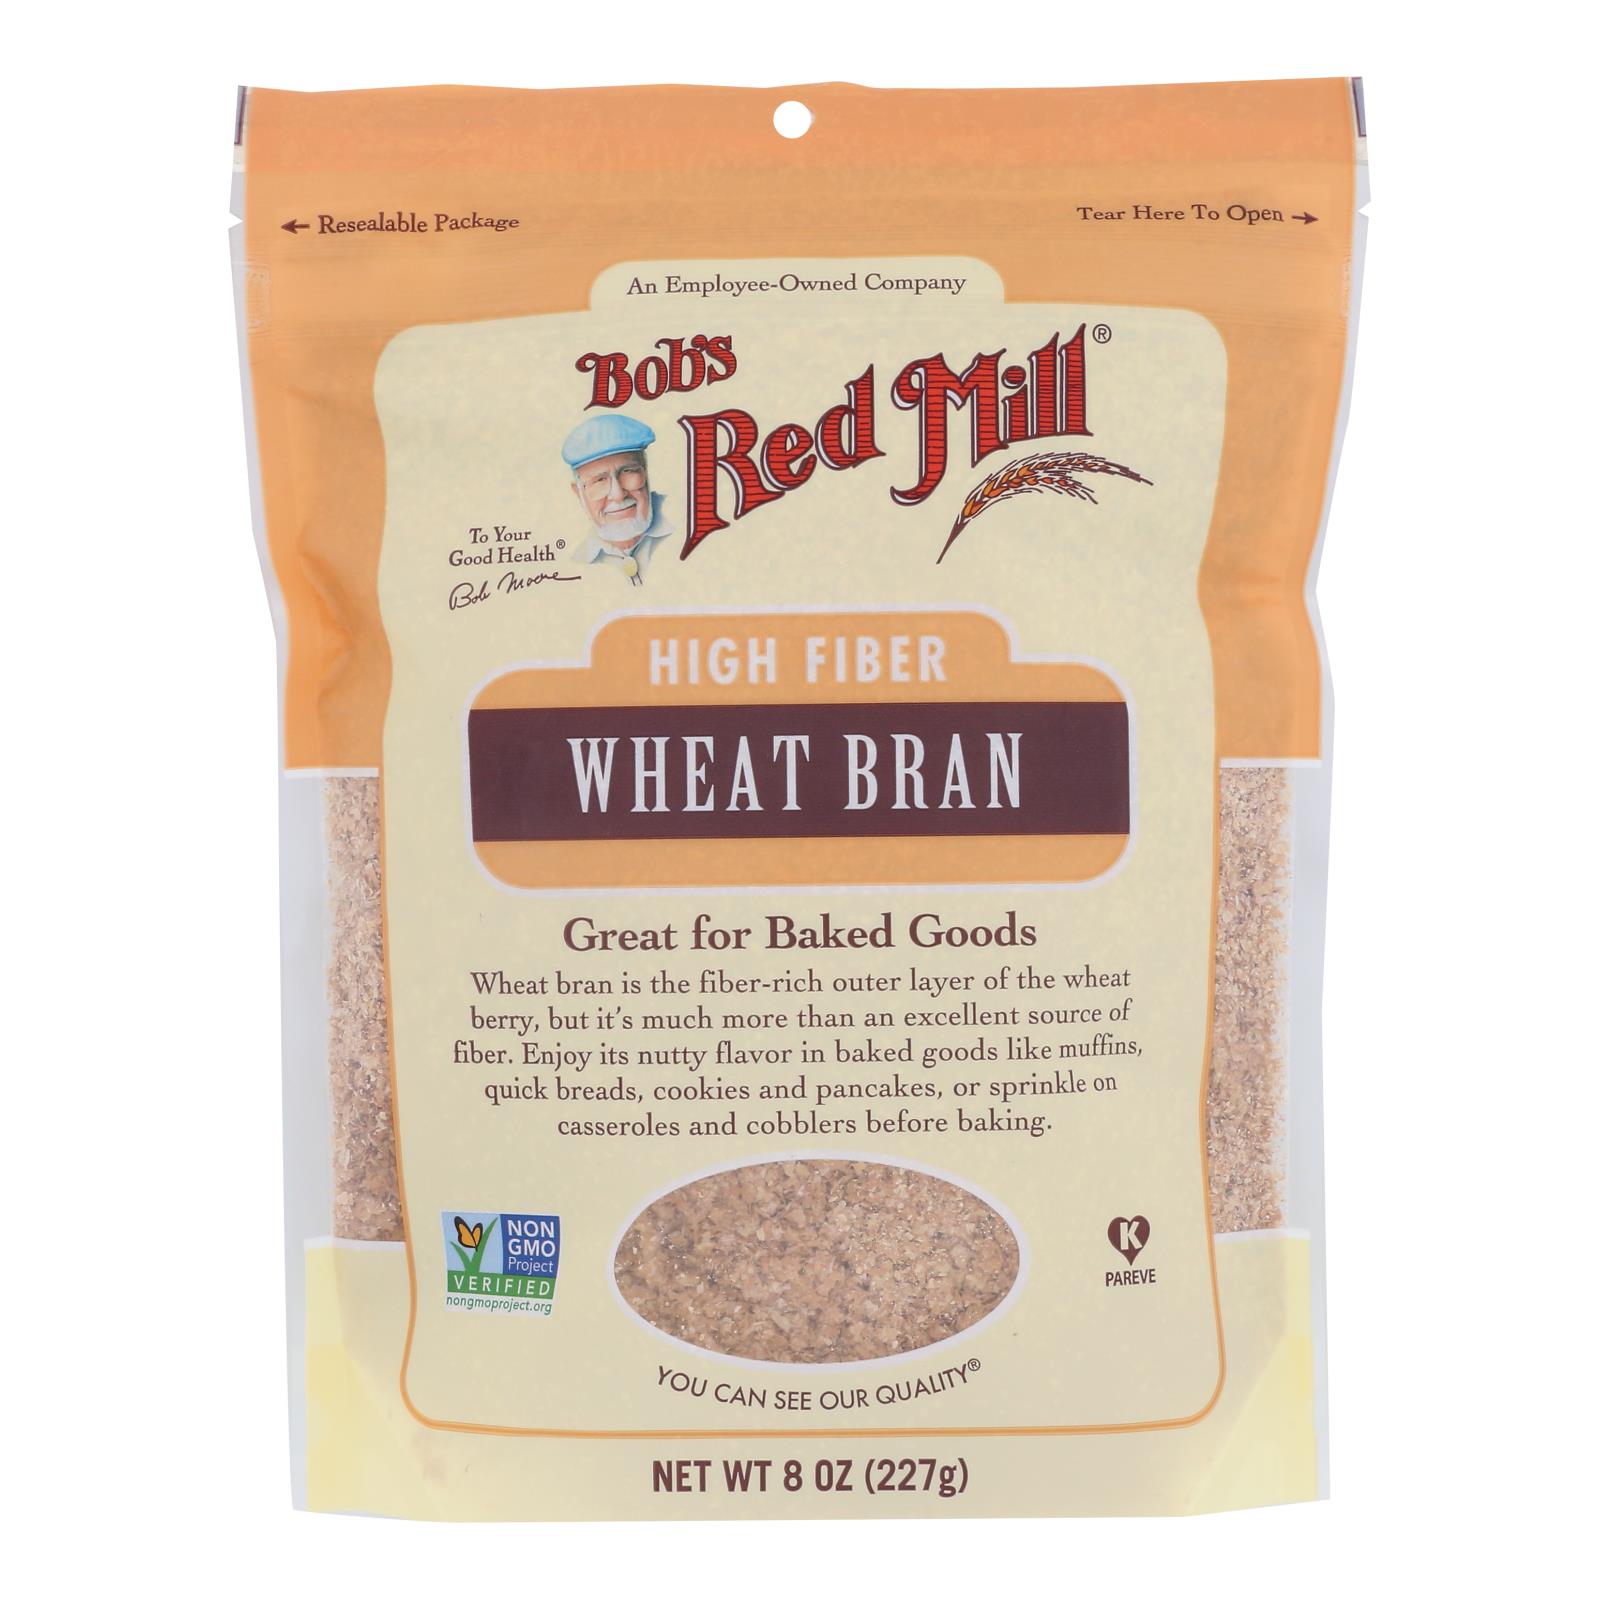 ← Resealable Package
Tear Here To Open →
An Employee-Owned Company
Bob's
Red Mill®
To Your
Good Health®
Bob Moore
HIGH FIBER
WHEAT BRAN
Great for Baked Goods
Wheat bran is the fiber-rich outer layer of the wheat
berry, but it's much more than an excellent source of
fiber. Enjoy its nutty flavor in baked goods like muffins,
quick breads, cookies and pancakes, or sprinkle on
casseroles and cobblers before baking.
NON
GMO
Project
VERIFIED
nongmoproject.org
K
PAREVE
YOU CAN SEE OUR QUALITY®
NET WT 8 OZ (227g)